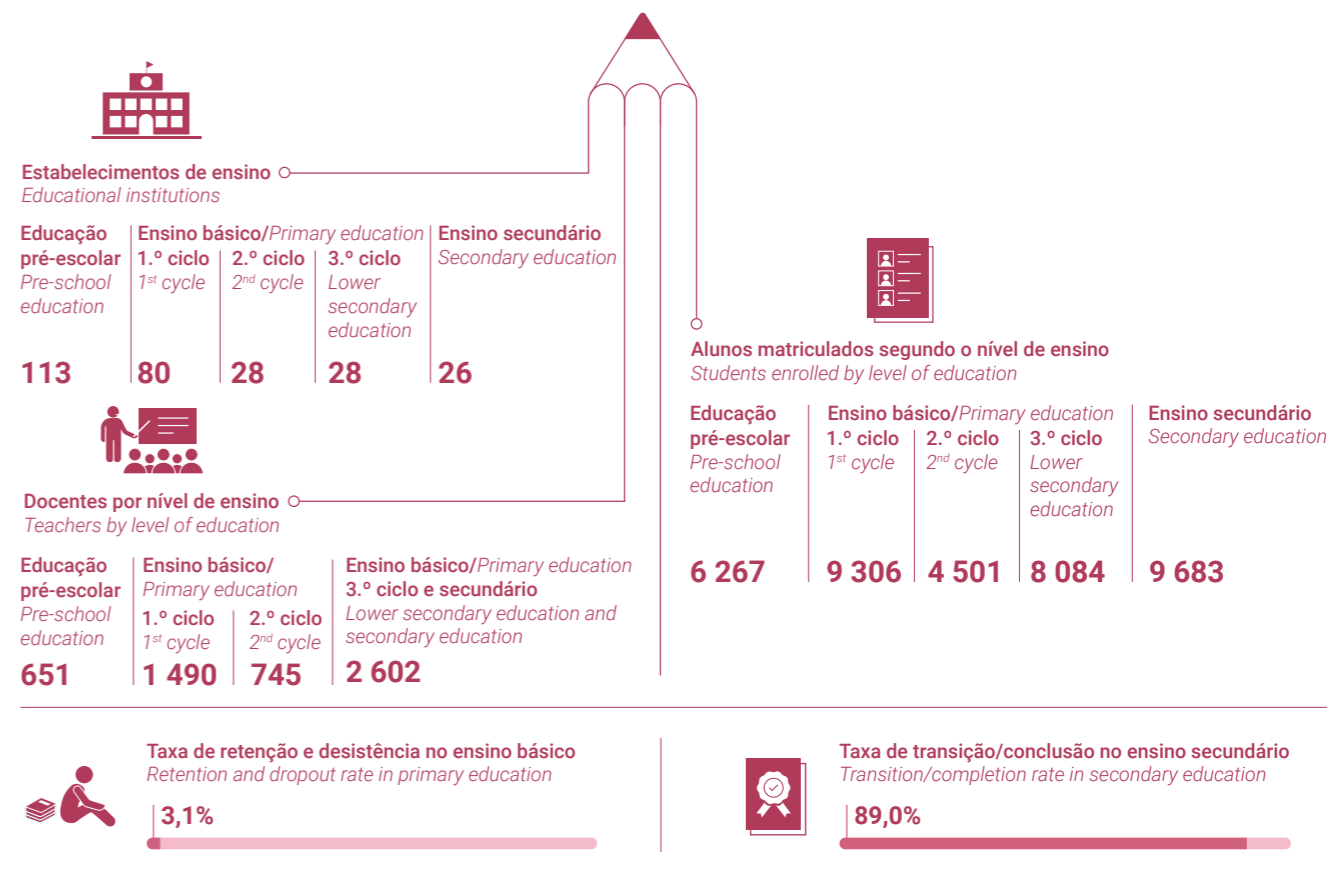 Estabelecimentos de ensino
Educational institutions
Educação pré-escolar
Pre-school education
113
Ensino básico/Primary education
1.º ciclo
1st cycle
80
2.º ciclo
2nd cycle
28
3.º ciclo
Lower secondary education
28
Ensino secundário
Secondary education
26
Docentes por nível de ensino
Teachers by level of education
Educação pré-escolar
Pre-school education
651
Ensino básico/
Primary education
1.º ciclo
1st cycle
1 490
2.º ciclo
2nd cycle
745
Ensino básico/Primary education
3.º ciclo e secundário
Lower secondary education and
secondary education
2 602
Alunos matriculados segundo o nível de ensino
Students enrolled by level of education
Educação pré-escolar
Pre-school education
6 267
Ensino básico/Primary education
1.º ciclo
1st cycle
9 306
2.º ciclo
2nd cycle
4 501
3.º ciclo
Lower secondary education
8 084
Ensino secundário
Secondary education
9 683
Taxa de retenção e desistência no ensino básico
Retention and dropout rate in primary education
3,1%
Taxa de transição/conclusão no ensino secundário
Transition/completion rate in secondary education
89,0%